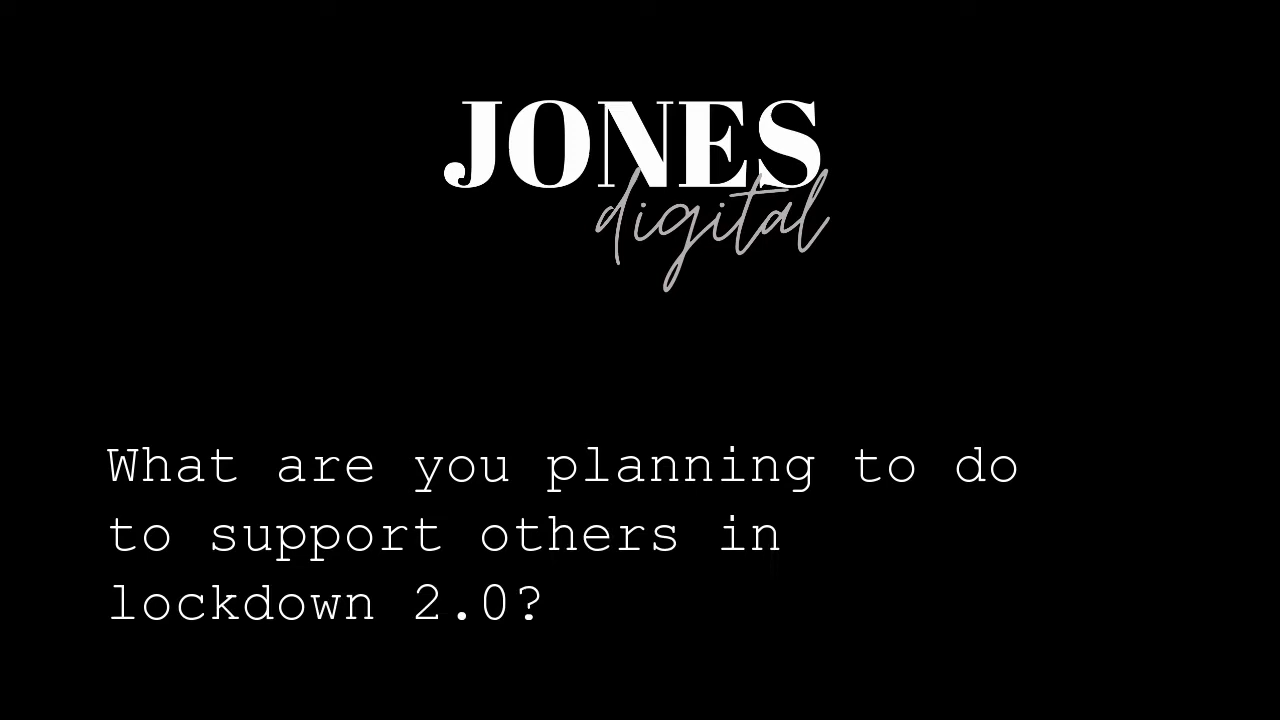 JONES
digital
What are you planning to do
to support others in
lockdown 2.0?